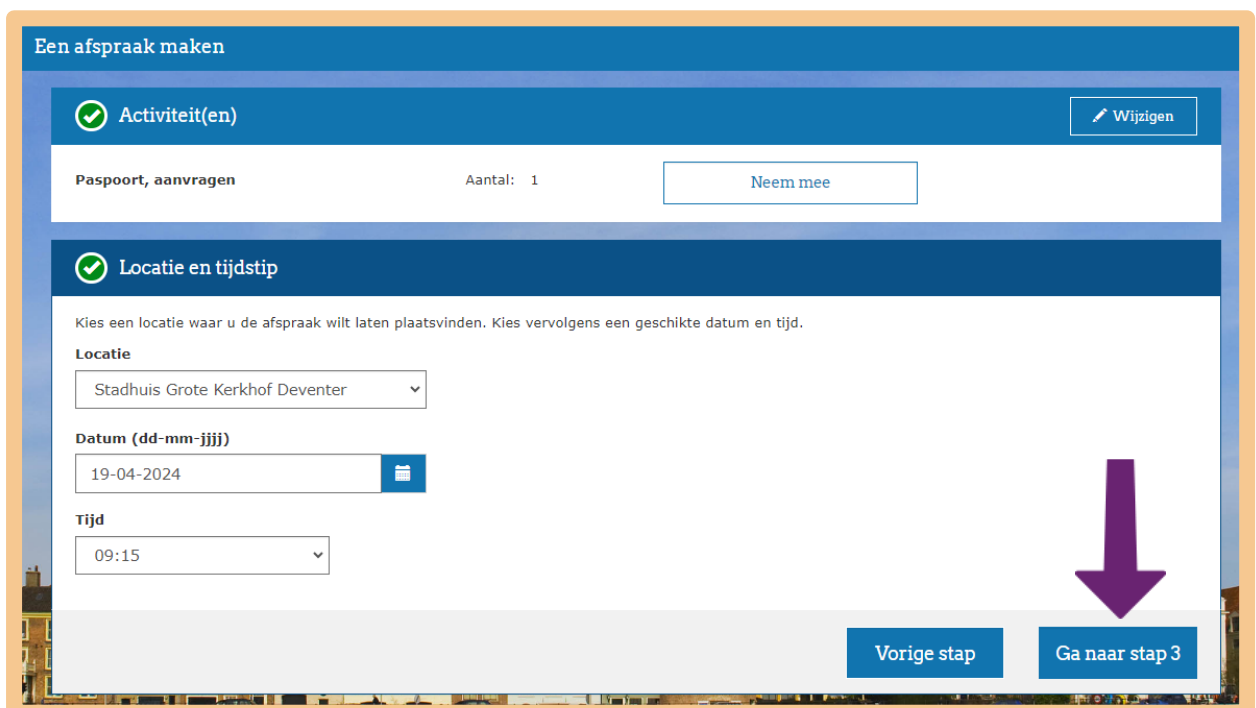 Een afspraak maken
Activiteit(en)
Wijzigen
Paspoort, aanvragen Aantal: 1 Neem mee
Locatie en tijdstip
Kies een locatie waar u de afspraak wilt laten plaatsvinden. Kies vervolgens een geschikte datum en tijd.
Locatie
Stadhuis Grote Kerkhof Deventer
Datum (dd-mm-jjjj)
19-04-2024
Tijd
09:15
Vorige stap Ga naar stap 3